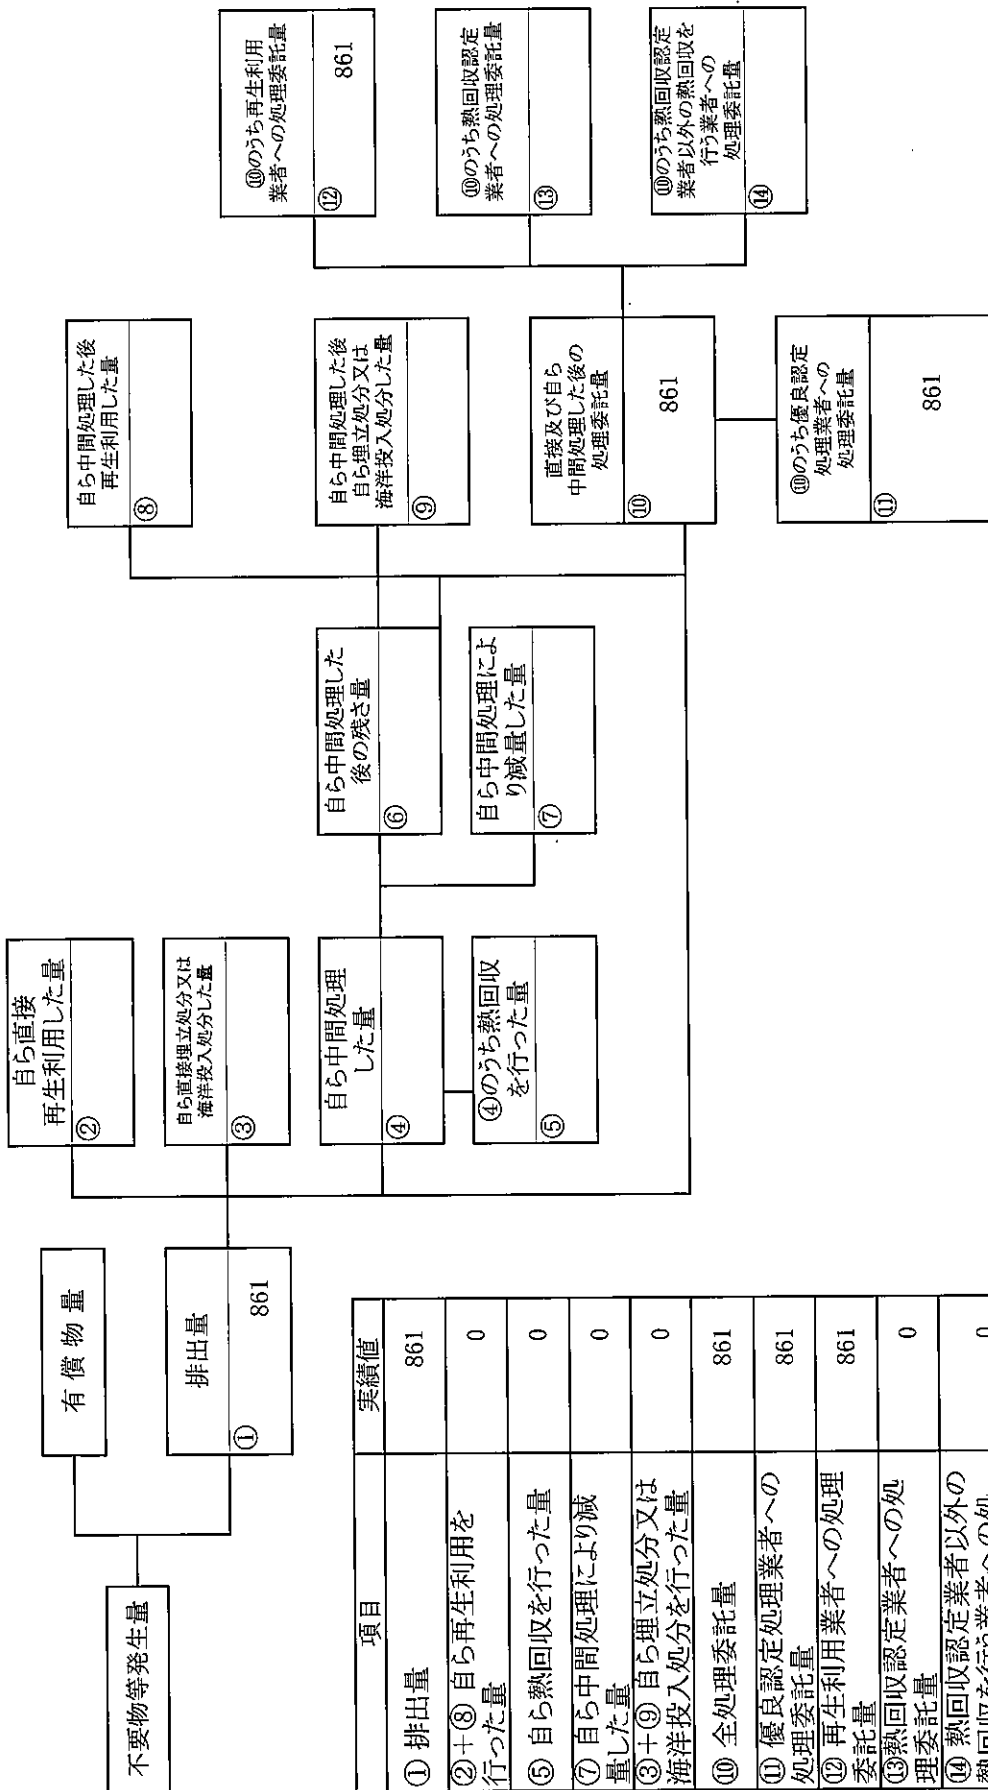 不要物等発生量
有償物量
排出量
①
861
自ら直接
再生利用した量
②
自ら直接埋立処分又は
海洋投入処分した量
③
自ら中間処理
した量
④
④のうち熱回収
を行った量
⑤
自ら中間処理した
後の残さ量
⑥
自ら中間処理によ
り減量した量
⑦
自ら中間処理した後
再生利用した量
⑧
自ら中間処理した後
自ら埋立処分又は
海洋投入処分した量
⑨
直接及び自ら
中間処理した後の
処理委託量
⑩
861
⑩のうち優良認定
処理業者への
処理委託量
⑪
861
⑩のうち再生利用
業者への処理委託量
⑫
861
⑩のうち熱回収認定
業者への処理委託量
⑬
⑩のうち熱回収認定
業者以外の熱回収を
行う業者への
処理委託量
⑭
項目 実績値
① 排出量 861
②+⑧ 自ら再生利用を
行った量 0
⑤ 自ら熱回収を行った量 0
⑦ 自ら中間処理により減
量した量 0
③+⑨ 自ら埋立処分又は
海洋投入処分を行った量 0
⑩ 全処理委託量 861
⑪ 優良認定処理業者への
処理委託量 861
⑫ 再生利用業者への処理
委託量 861
⑬熱回収認定業者への処
理委託量 0
⑭ 熱回収認定業者以外の
熱回収を行う業者への処 0